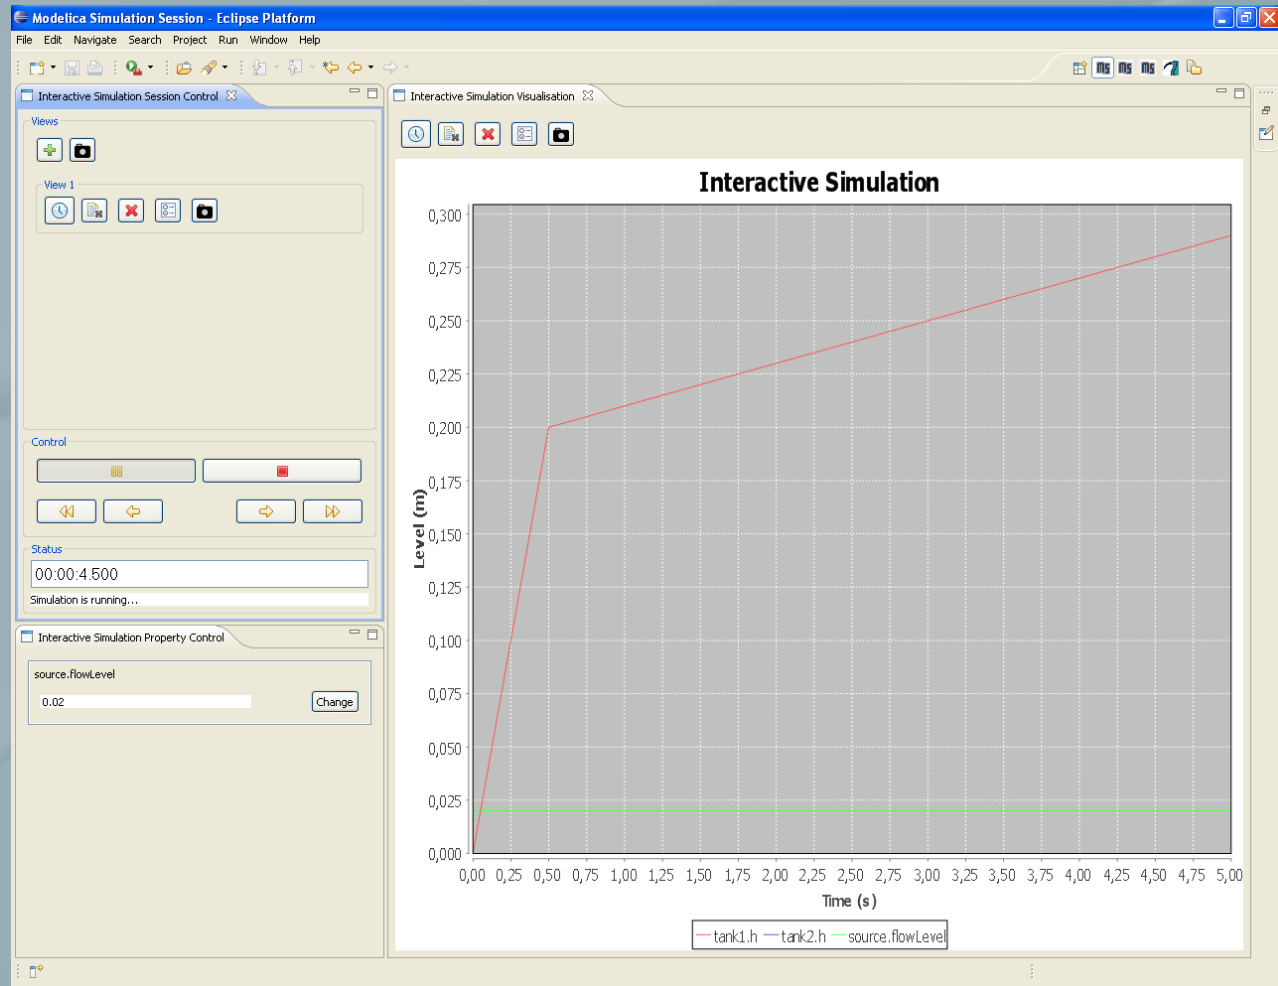 Modelica Simulation Session - Eclipse Platform
File Edit Navigate Search Project Run Window Help
Interactive Simulation Session Control
Views
View 1
Control
Status
00:00:4.500
Simulation is running...
Interactive Simulation Property Control
source.flowLevel
0.02
Change
Interactive Simulation Visualisation
Interactive Simulation
0,300
0,275
0,250
0,225
0,200
0,175
0,150
0,125
0,100
0,075
0,050
0,025
0,000
Level (m)
0,00 0,25 0,50 0,75 1,00 1,25 1,50 1,75 2,00 2,25 2,50 2,75 3,00 3,25 3,50 3,75 4,00 4,25 4,50 4,75 5,00
Time (s)
tank1.h tank2.h source.flowLevel